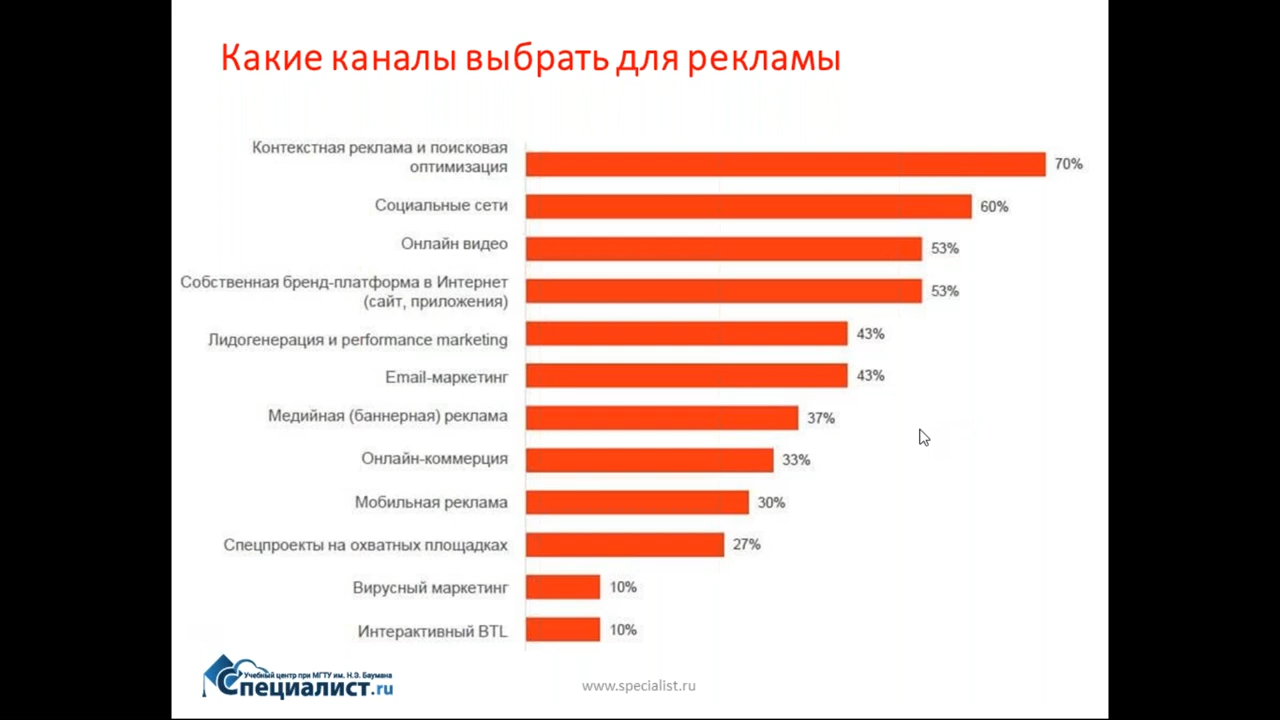 Какие каналы выбрать для рекламы
Контекстная реклама и поисковая
оптимизация
70%
Социальные сети
60%
Онлайн видео
53%
Собственная бренд-платформа в Интернет
(сайт, приложения)
53%
Лидогенерация и performance marketing
43%
Email-маркетинг
43%
Медийная (баннерная) реклама
37%
Онлайн-коммерция
33%
Мобильная реклама
30%
Спецпроекты на охватных площадках
27%
Вирусный маркетинг
10%
Интерактивный BTL
10%
Учебный центр при МГТУ им. Н.Э. Баумана
Специалист.ru
www.specialist.ru